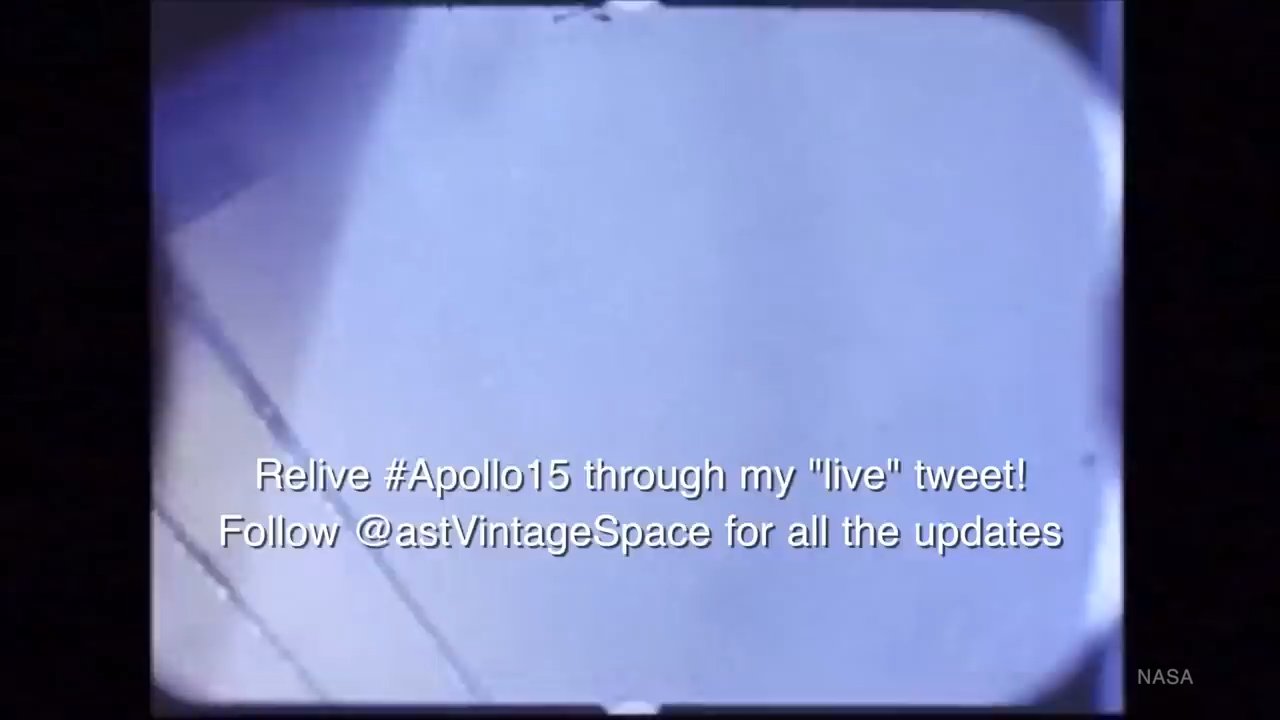 Relive #Apollo15 through my "live" tweet!
Follow @astVintageSpace for all the updates
NASA